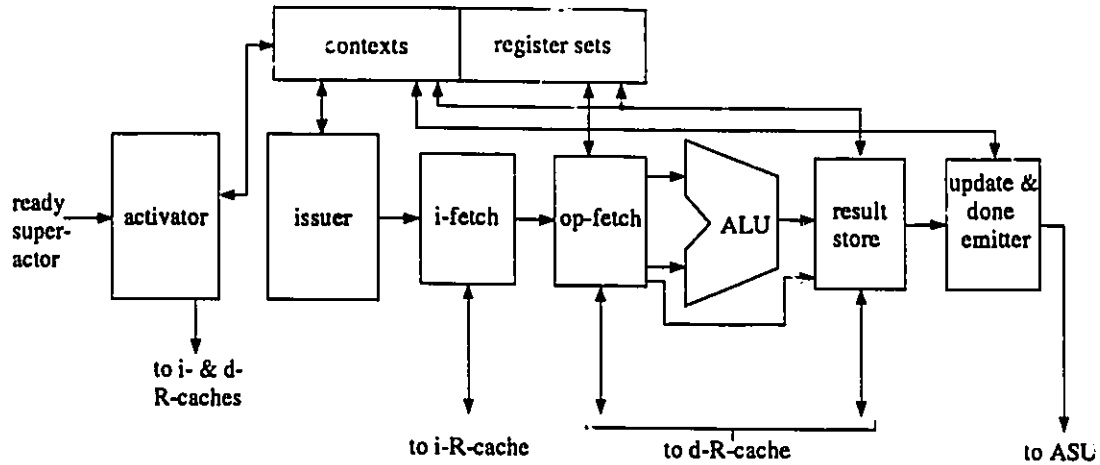 contexts
register sets
ready
super-
actor
activator
issuer
i-fetch
op-fetch
ALU
result
store
update &
done
emitter
to i- & d-
R-caches
to i-R-cache
to d-R-cache
to ASU